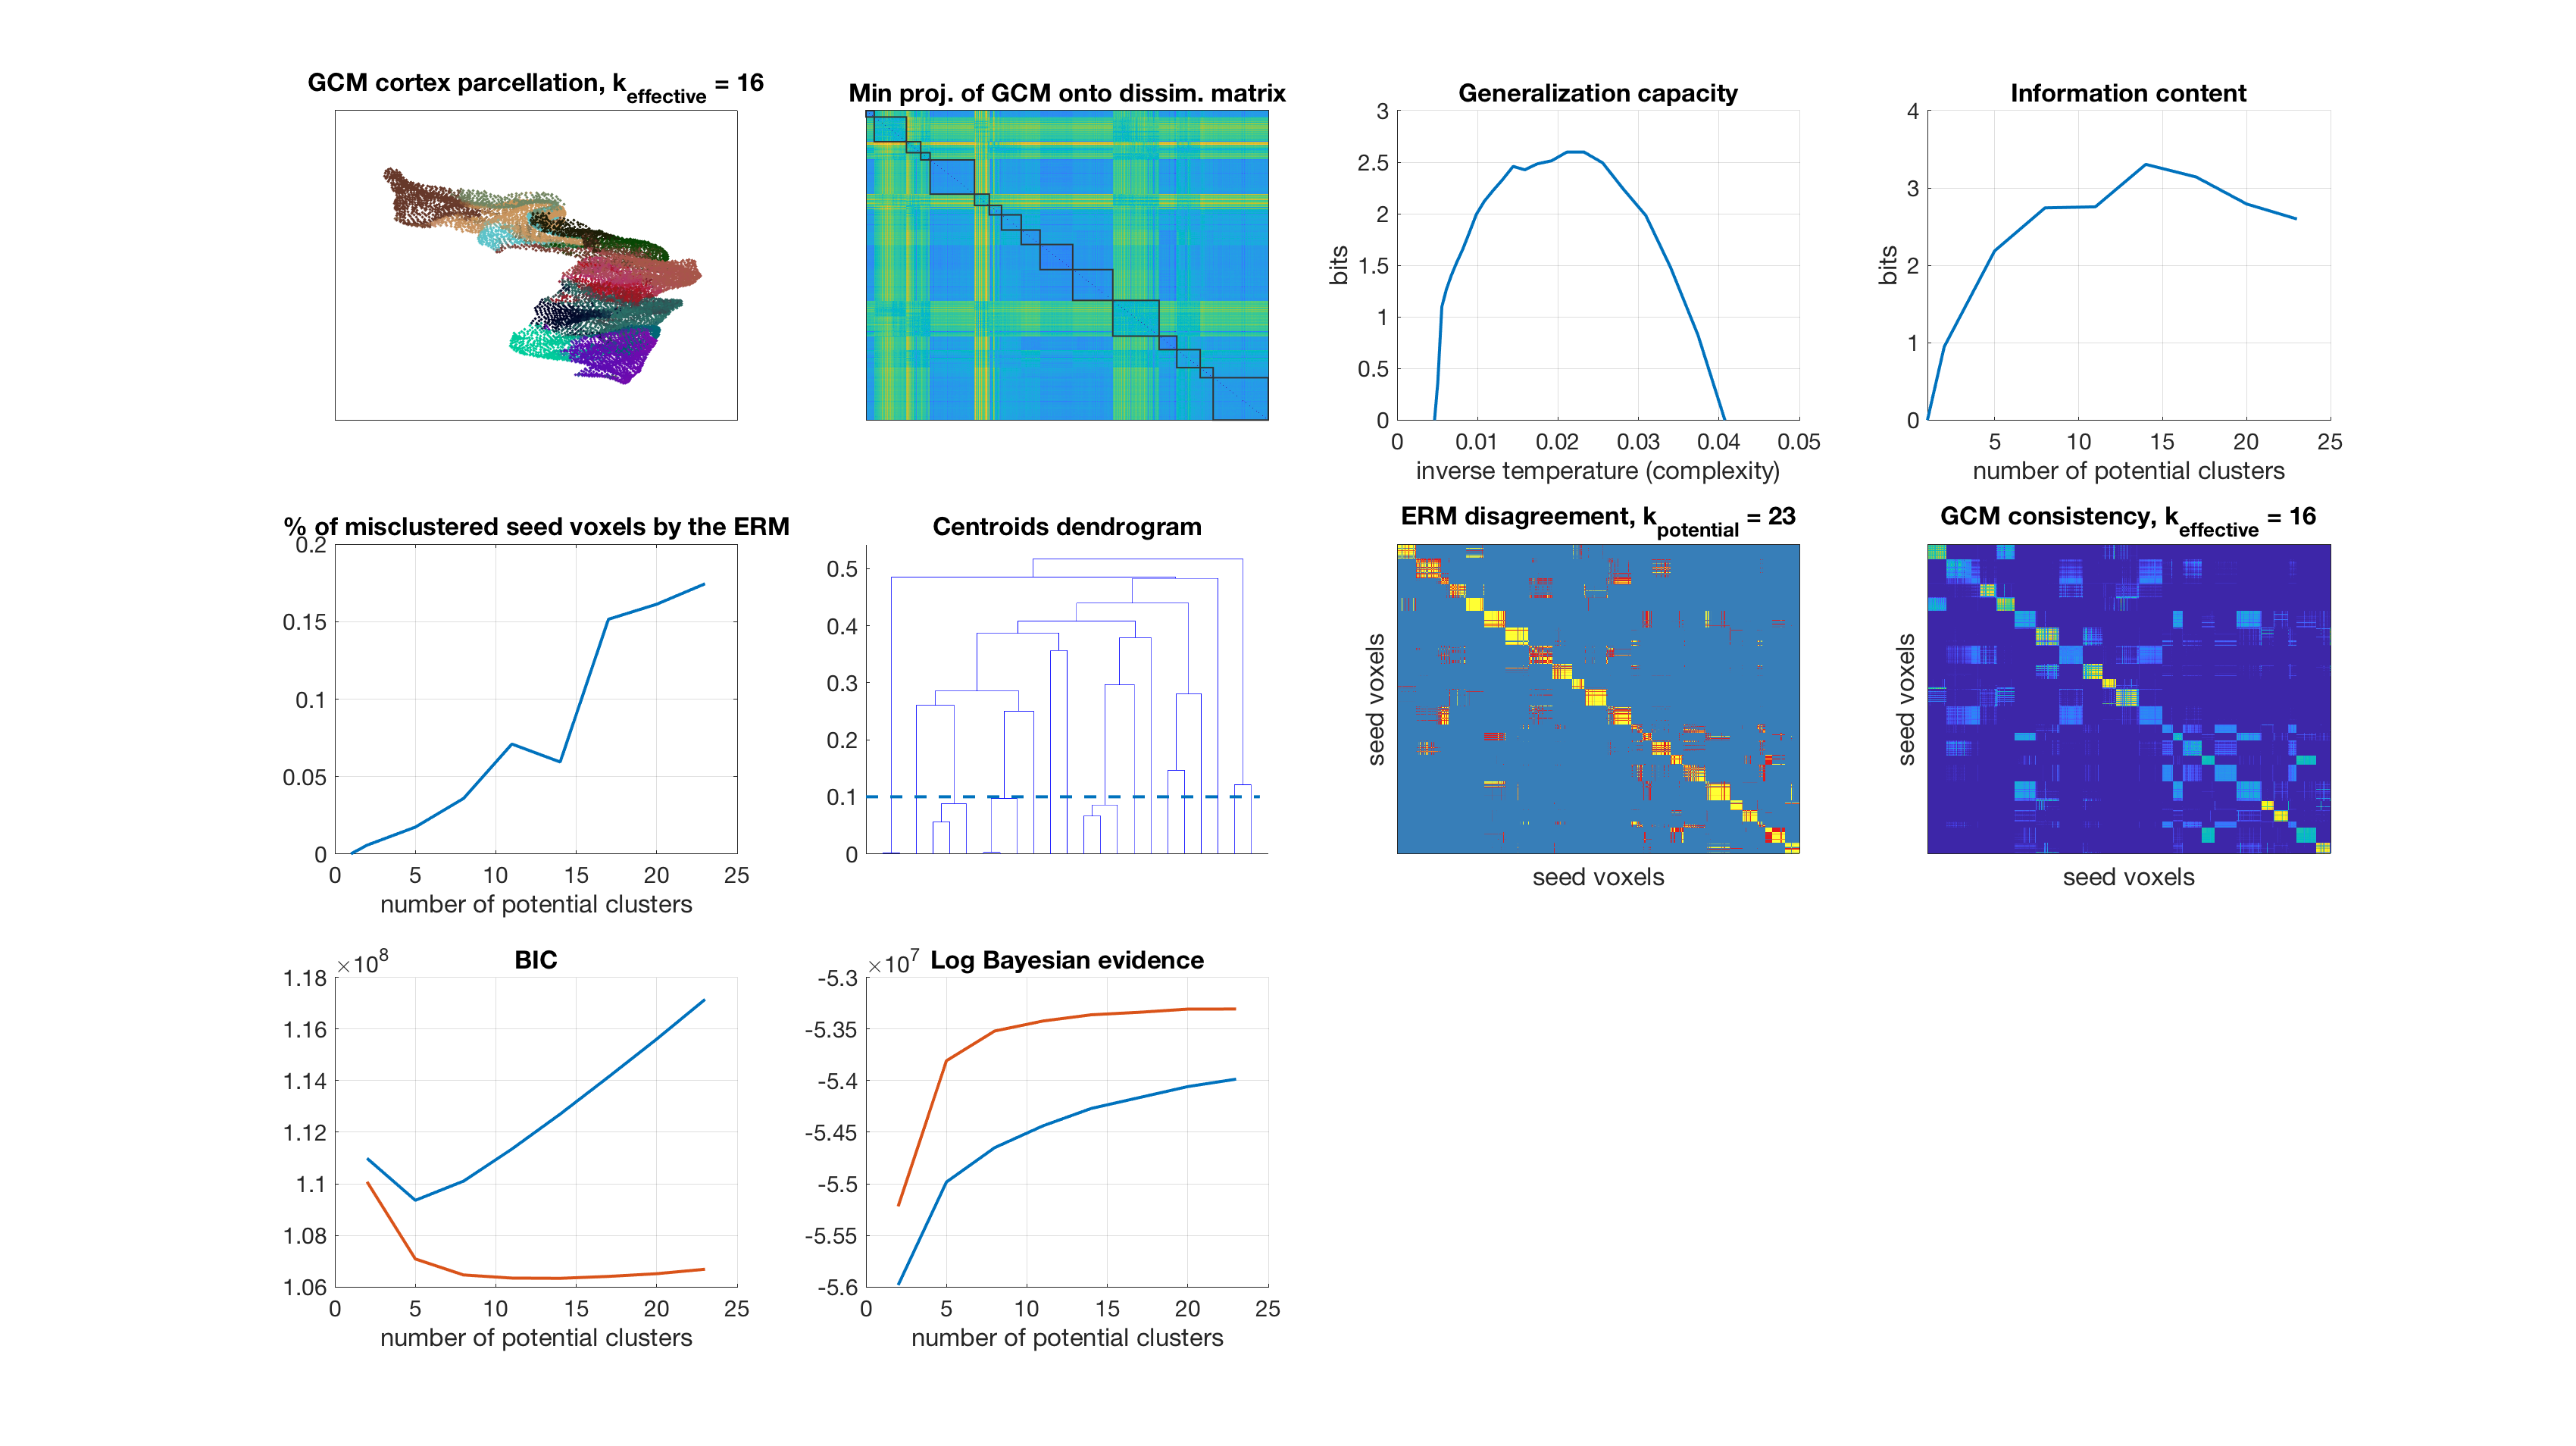 GCM cortex parcellation, k_effective = 16
Min proj. of GCM onto dissim. matrix
Generalization capacity
3
2.5
2
1.5
1
0.5
0
bits
0 0.01 0.02 0.03 0.04 0.05
inverse temperature (complexity)
Information content
4
3
2
1
0
bits
5 10 15 20 25
number of potential clusters
% of misclustered seed voxels by the ERM
0.2
0.15
0.1
0.05
0
0 5 10 15 20 25
number of potential clusters
Centroids dendrogram
0.5
0.4
0.3
0.2
0.1
0
ERM disagreement, k_potential = 23
seed voxels
seed voxels
GCM consistency, k_effective = 16
seed voxels
seed voxels
BIC
×10^8
1.18
1.16
1.14
1.12
1.1
1.08
1.06
0 5 10 15 20 25
number of potential clusters
Log Bayesian evidence
×10^7
-5.3
-5.35
-5.4
-5.45
-5.5
-5.55
-5.6
0 5 10 15 20 25
number of potential clusters